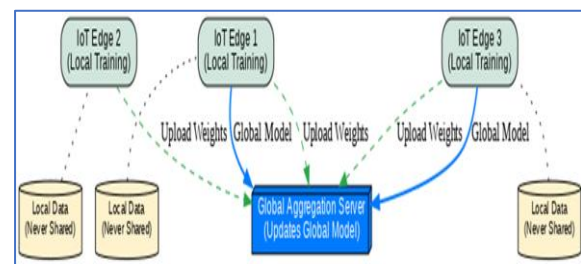 IoT Edge 2
(Local Training)
IoT Edge 1
(Local Training)
IoT Edge 3
(Local Training)
Upload Weights
Global Model
Upload Weights
Upload Weights
Global Model
Local Data
(Never Shared)
Local Data
(Never Shared)
Global Aggregation Server
(Updates Global Model)
Local Data
(Never Shared)